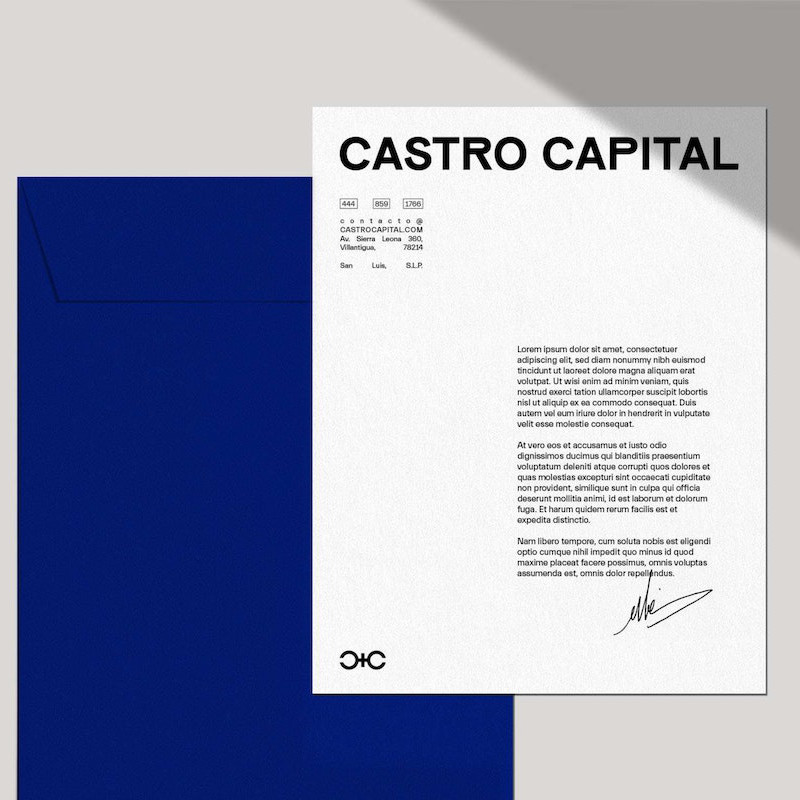 CASTRO CAPITAL
444 859 1766
contacto@
CASTROCAPITAL.COM
Av. Sierra Leona 360,
Villantigua, 78214
San Luis, S.L.P.
Lorem ipsum dolor sit amet, consectetuer
adipiscing elit, sed diam nonummy nibh euismod
tincidunt ut laoreet dolore magna aliquam erat
volutpat. Ut wisi enim ad minim veniam, quis
nostrud exerci tation ullamcorper suscipit lobortis
nisl ut aliquip ex ea commodo consequat. Duis
autem vel eum iriure dolor in hendrerit in vulputate
velit esse molestie consequat.
At vero eos et accusamus et iusto odio
dignissimos ducimus qui blanditiis praesentium
voluptatum deleniti atque corrupti quos dolores et
quas molestias excepturi sint occaecati cupiditate
non provident, similique sunt in culpa qui officia
deserunt mollitia animi, id est laborum et dolorum
fuga. Et harum quidem rerum facilis est et
expedita distinctio.
Nam libero tempore, cum soluta nobis est eligendi
optio cumque nihil impedit quo minus id quod
maxime placeat facere possimus, omnis voluptas
assumenda est, omnis dolor repellendus.